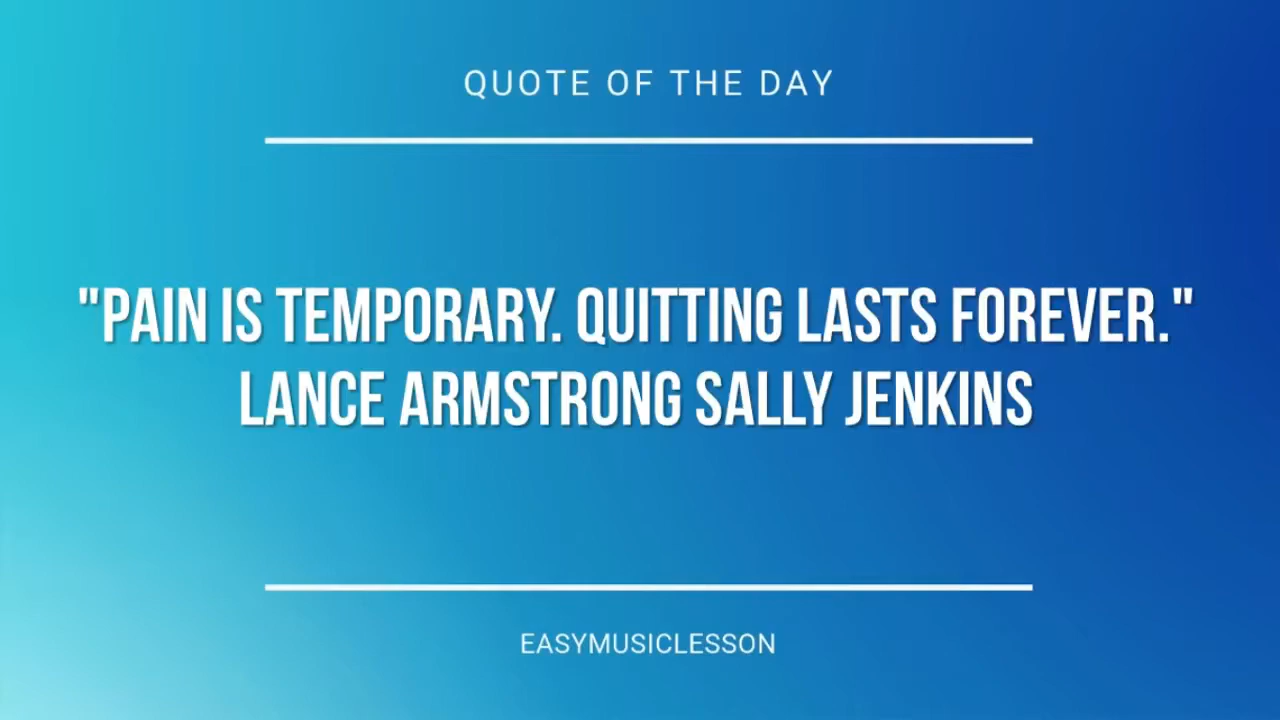 QUOTE OF THE DAY
"PAIN IS TEMPORARY. QUITTING LASTS FOREVER."
LANCE ARMSTRONG SALLY JENKINS
EASYMUSICLESSON